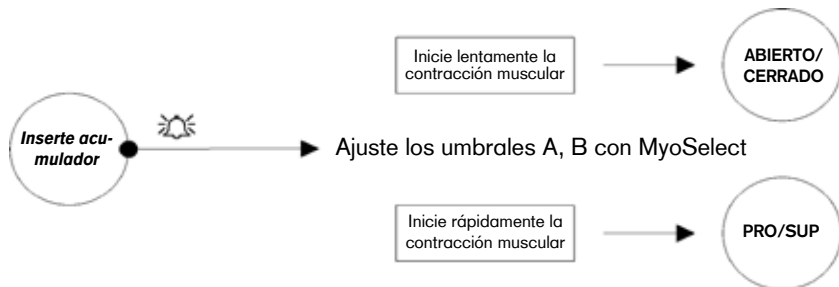 Inicie lentamente la
contracción muscular
ABIERTO/
CERRADO
Inserte acu-
mulador
Ajuste los umbrales A, B con MyoSelect
Inicie rápidamente la
contracción muscular
PRO/SUP